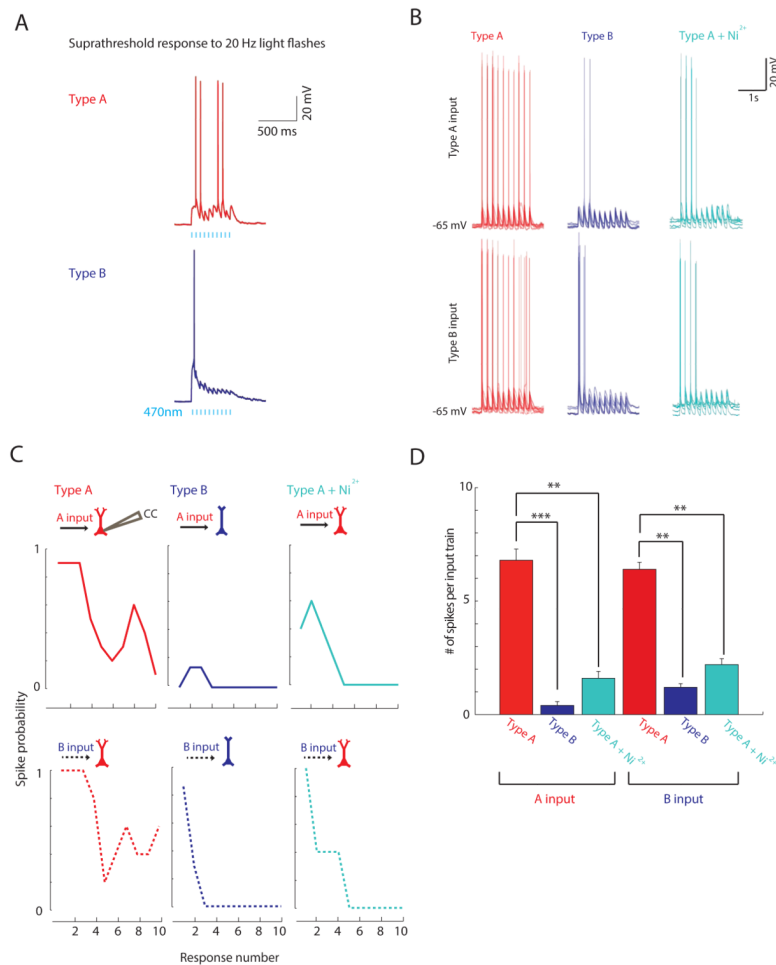 A
Suprathreshold response to 20 Hz light flashes
Type A
20 mV
500 ms
Type B
470nm
B
Type A
Type B
Type A + Ni2+
20 mV
1s
Type A input
-65 mV
Type B input
-65 mV
C
Type A
Type B
Type A + Ni2+
A input
CC
A input
A input
1
0
Spike probability
B input
B input
B input
1
0
2 4 6 8 10
2 4 6 8 10
2 4 6 8 10
Response number
D
# of spikes per input train
10
5
0
**
***
**
**
Type A
Type B
Type A + Ni2+
Type A
Type B
Type A + Ni2+
A input
B input